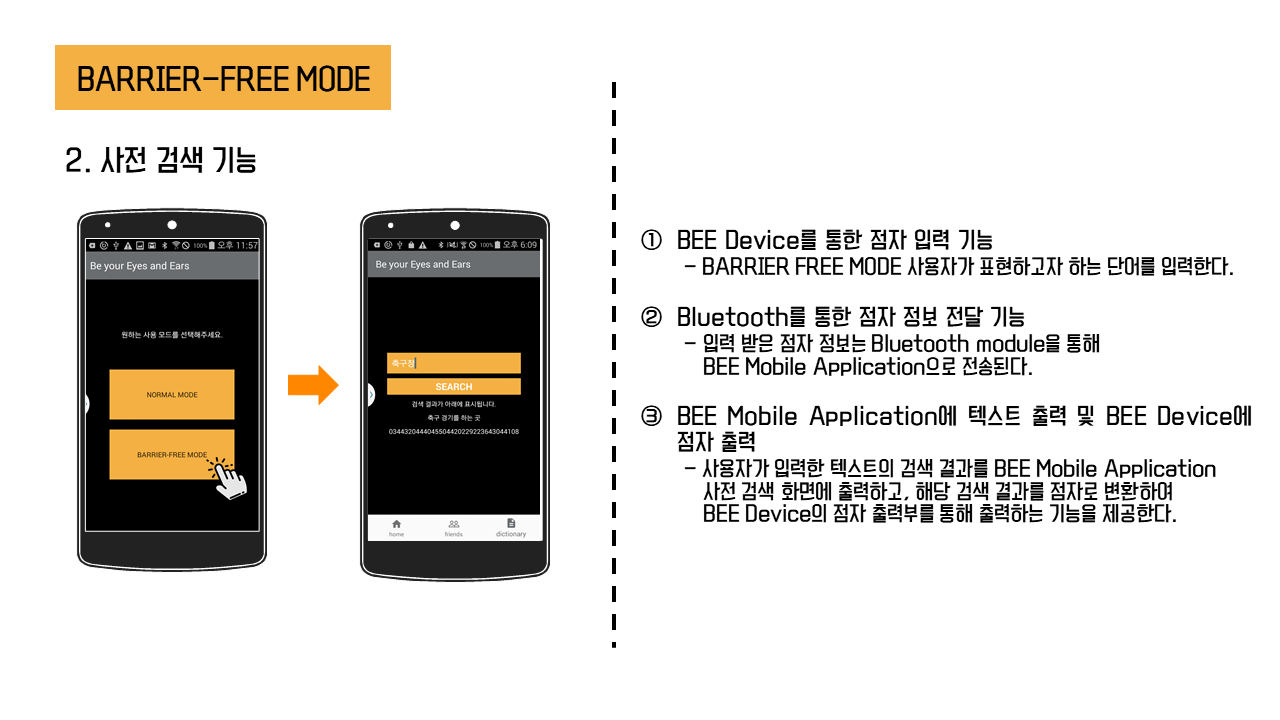 BARRIER-FREE MODE
2. 사전 검색 기능
100% 오후 11:57
Be your Eyes and Ears
원하는 사용 모드를 선택해주세요.
NORMAL MODE
BARRIER-FREE MODE
100% 오후 6:09
Be your Eyes and Ears
축구장
SEARCH
검색 결과가 아래에 표시됩니다.
축구 경기를 하는 곳
0344320444045504420229223643044108
home friends dictionary
① BEE Device를 통한 점자 입력 기능
- BARRIER FREE MODE 사용자가 표현하고자 하는 단어를 입력한다.
② Bluetooth를 통한 점자 정보 전달 기능
- 입력 받은 점자 정보는 Bluetooth module을 통해
BEE Mobile Application으로 전송된다.
③ BEE Mobile Application에 텍스트 출력 및 BEE Device에
점자 출력
- 사용자가 입력한 텍스트의 검색 결과를 BEE Mobile Application
사전 검색 화면에 출력하고, 해당 검색 결과를 점자로 변환하여
BEE Device의 점자 출력부를 통해 출력하는 기능을 제공한다.